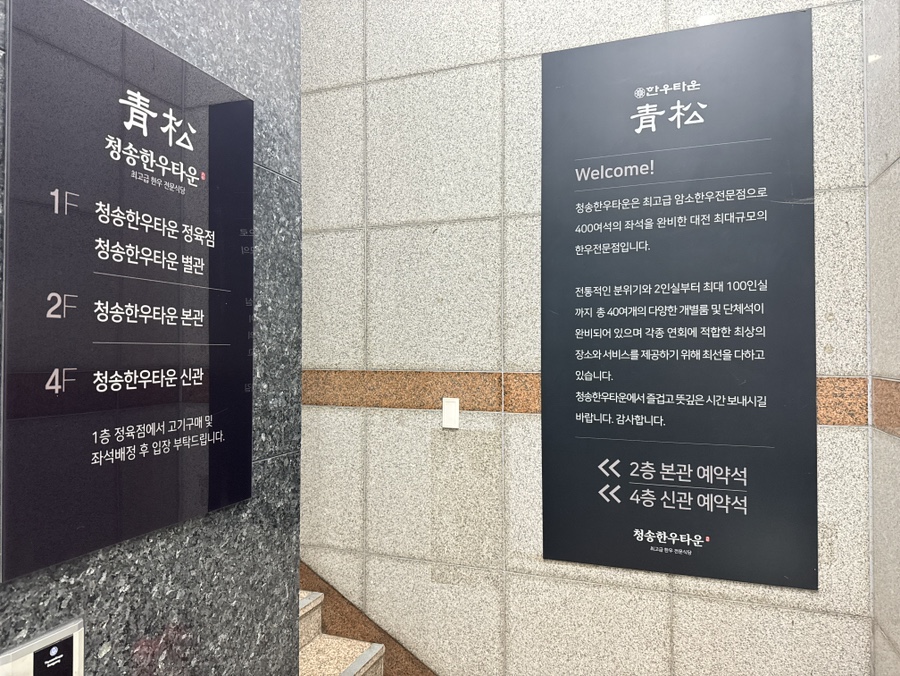 青松
청송한우타운
최고급 한우 전문식당
1F 청송한우타운 정육점
청송한우타운 별관
2F 청송한우타운 본관
4F 청송한우타운 신관
1층 정육점에서 고기구매 및
좌석배정 후 입장 부탁드립니다.
한우타운
青松
Welcome!
청송한우타운은 최고급 암소한우전문점으로
400여석의 좌석을 완비한 대전 최대규모의
한우전문점입니다.
전통적인 분위기와 2인실부터 최대 100인실
까지 총 40여개의 다양한 개별룸 및 단체석이
완비되어 있으며 각종 연회에 적합한 최상의
장소와 서비스를 제공하기 위해 최선을 다하고
있습니다.
청송한우타운에서 즐겁고 뜻깊은 시간 보내시길
바랍니다. 감사합니다.
2층 본관 예약석
4층 신관 예약석
청송한우타운
최고급 한우 전문식당